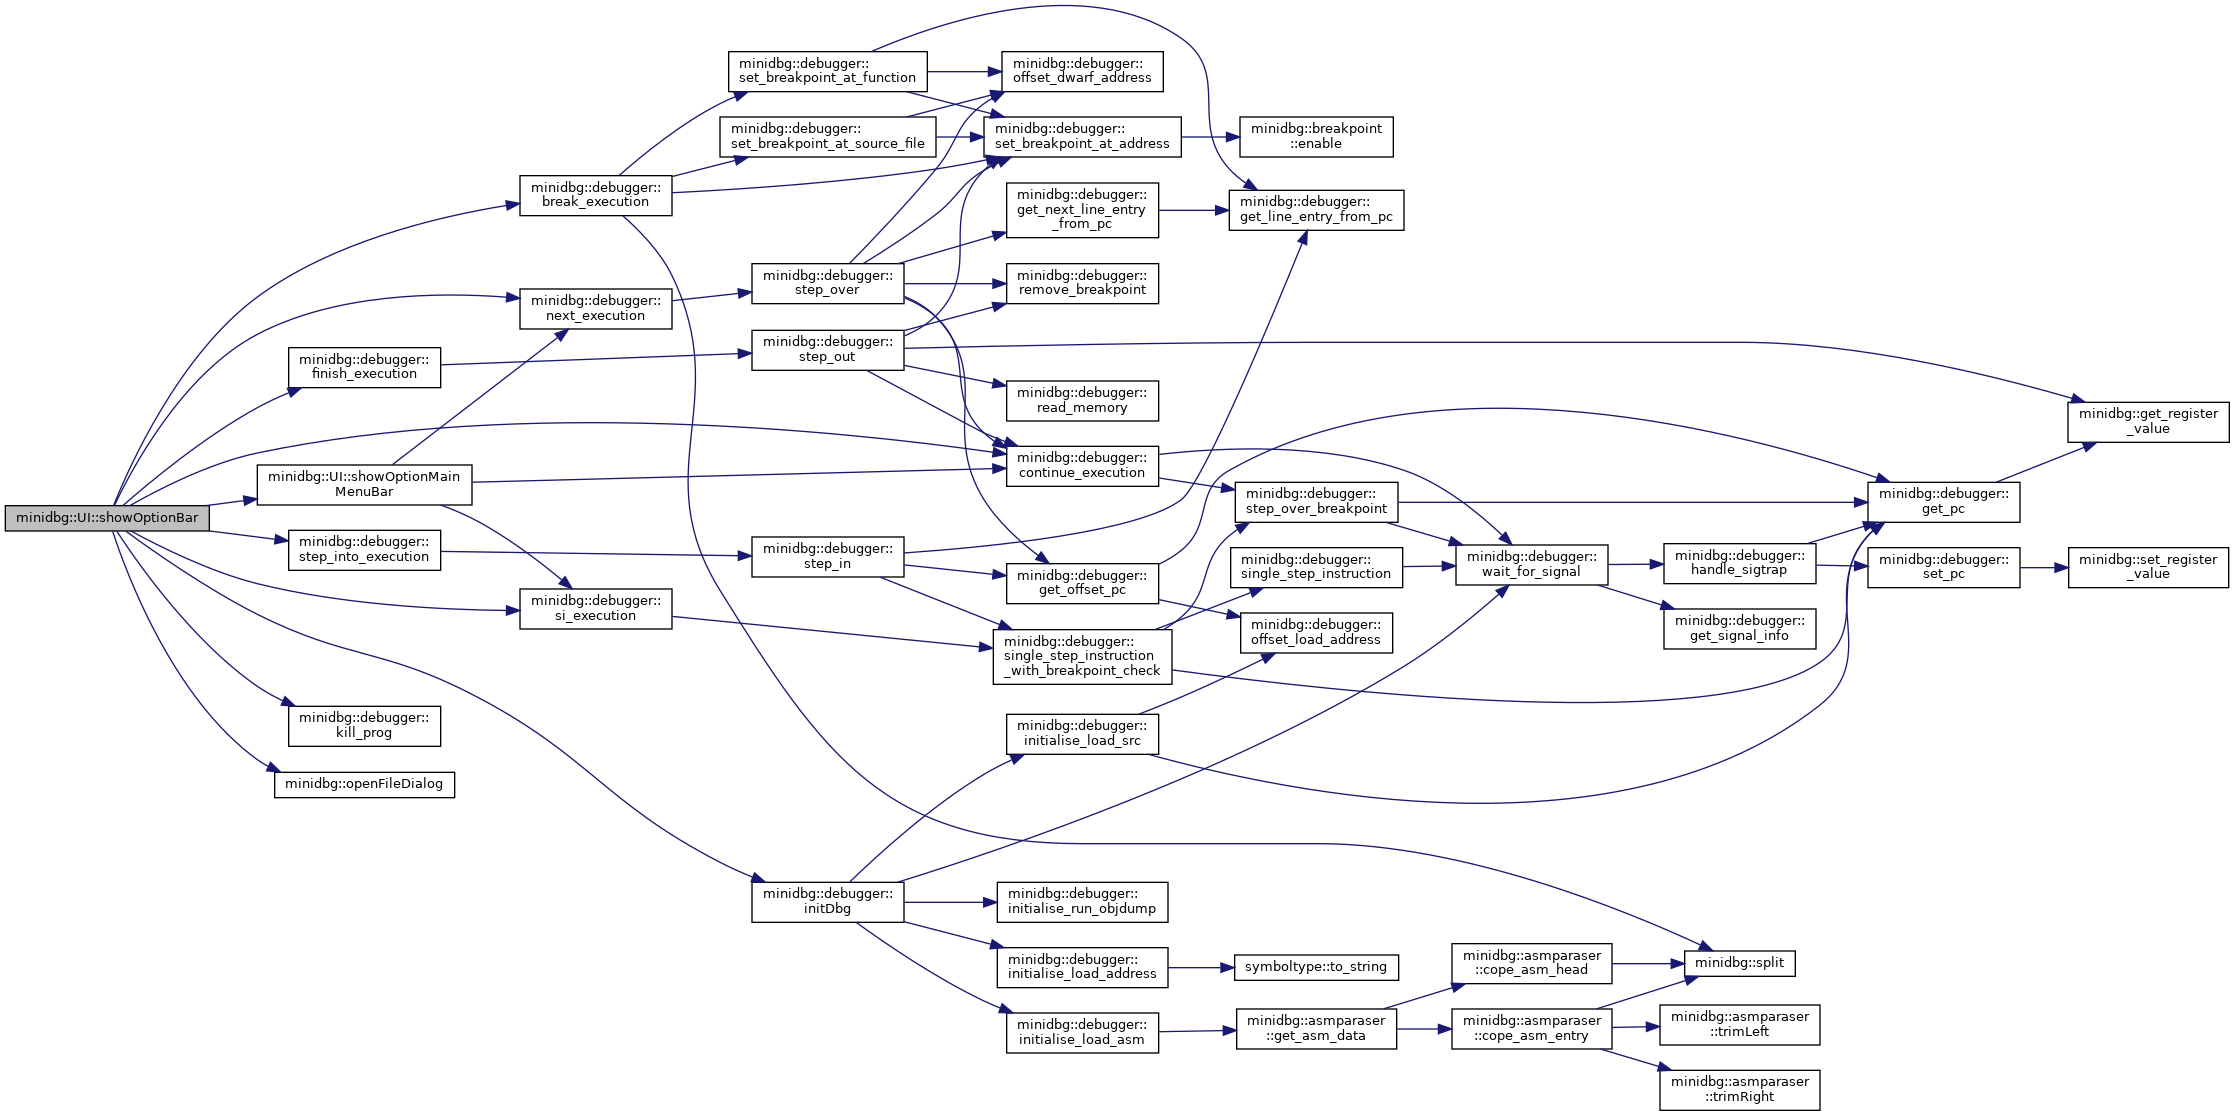 minidbg::UI::showOptionBar
minidbg::debugger::
break_execution
minidbg::debugger::
next_execution
minidbg::debugger::
finish_execution
minidbg::UI::showOptionMain
MenuBar
minidbg::debugger::
step_into_execution
minidbg::debugger::
si_execution
minidbg::debugger::
kill_prog
minidbg::openFileDialog
minidbg::debugger::
set_breakpoint_at_function
minidbg::debugger::
set_breakpoint_at_source_file
minidbg::debugger::
step_over
minidbg::debugger::
step_out
minidbg::debugger::
step_in
minidbg::debugger::
initDbg
minidbg::debugger::
offset_dwarf_address
minidbg::debugger::
set_breakpoint_at_address
minidbg::debugger::
get_next_line_entry
_from_pc
minidbg::debugger::
remove_breakpoint
minidbg::debugger::
read_memory
minidbg::debugger::
continue_execution
minidbg::debugger::
get_offset_pc
minidbg::debugger::
single_step_instruction
_with_breakpoint_check
minidbg::debugger::
initialise_load_src
minidbg::debugger::
initialise_run_objdump
minidbg::debugger::
initialise_load_address
minidbg::debugger::
initialise_load_asm
minidbg::breakpoint
::enable
minidbg::debugger::
get_line_entry_from_pc
minidbg::debugger::
step_over_breakpoint
minidbg::debugger::
single_step_instruction
minidbg::debugger::
offset_load_address
symboltype::to_string
minidbg::asmparaser
::get_asm_data
minidbg::debugger::
wait_for_signal
minidbg::asmparaser
::cope_asm_head
minidbg::asmparaser
::cope_asm_entry
minidbg::debugger::
handle_sigtrap
minidbg::debugger::
get_signal_info
minidbg::split
minidbg::asmparaser
::trimLeft
minidbg::asmparaser
::trimRight
minidbg::debugger::
get_pc
minidbg::debugger::
set_pc
minidbg::get_register
_value
minidbg::set_register
_value